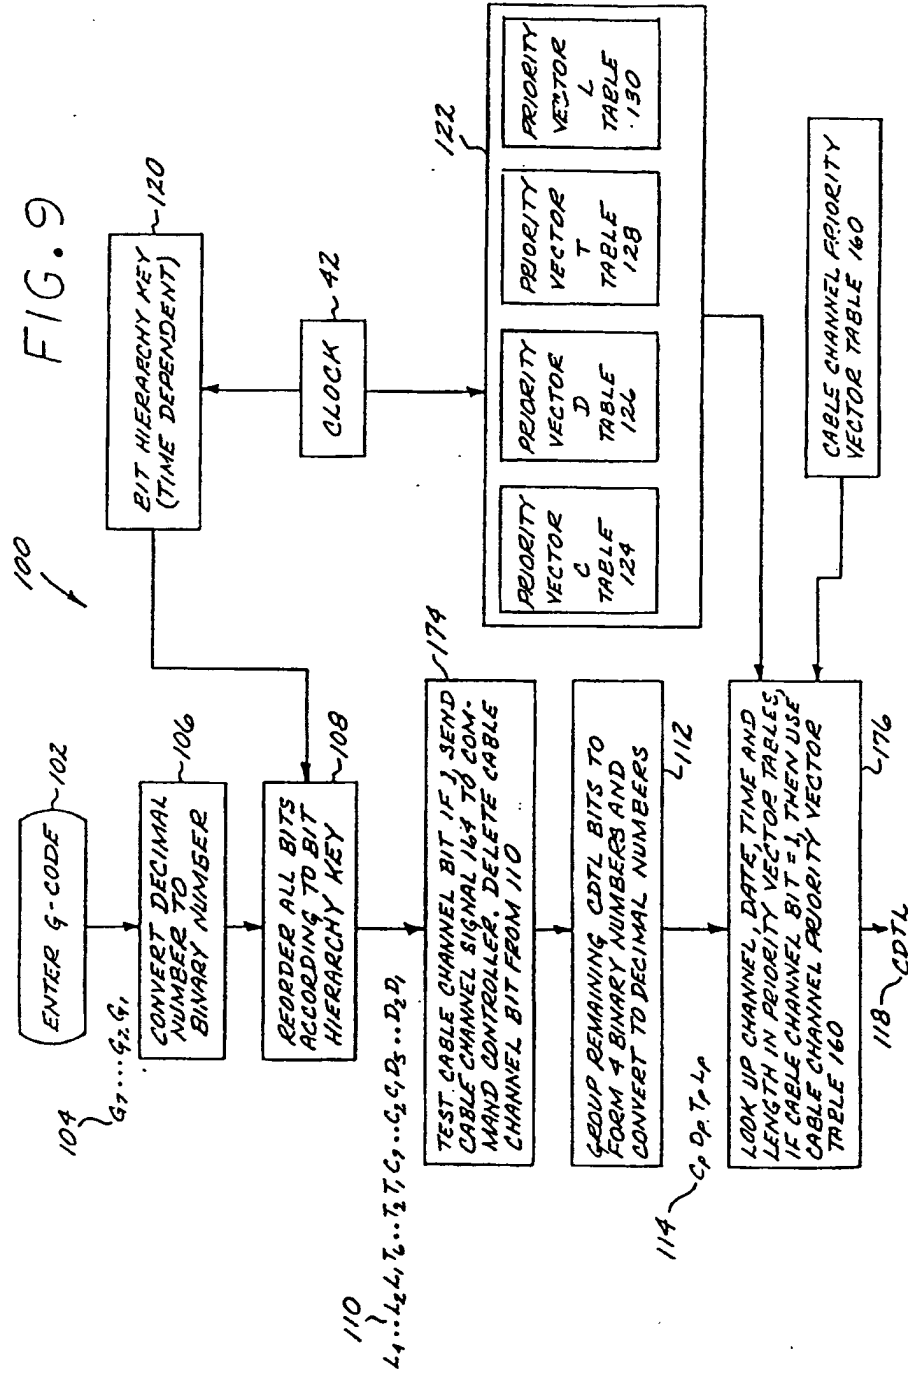 FIG. 9
100
ENTER G-CODE
102
104
G7....G2.G1
CONVERT DECIMAL
NUMBER TO
BINARY NUMBER
106
REORDER ALL BITS
ACCORDING TO BIT
HIERARCHY KEY
108
BIT HIERARCHY KEY
(TIME DEPENDENT)
120
CLOCK
42
110
L4..L2L1T6..T2T1C7..C2C1D5..D2D1
TEST CABLE CHANNEL BIT IF 1, SEND
CABLE CHANNEL SIGNAL 164 TO COM-
MAND CONTROLLER. DELETE CABLE
CHANNEL BIT FROM 110
174
GROUP REMAINING CDTL BITS TO
FORM 4 BINARY NUMBERS AND
CONVERT TO DECIMAL NUMBERS
112
114
CpDp.TpLp
LOOK UP CHANNEL, DATE, TIME AND
LENGTH IN PRIORITY VECTOR TABLES,
IF CABLE CHANNEL BIT = 1, THEN USE
CABLE CHANNEL PRIORITY VECTOR
TABLE 160
176
118
CDTL
122
PRIORITY
VECTOR
C
TABLE
124
PRIORITY
VECTOR
D
TABLE
126
PRIORITY
VECTOR
T
TABLE
128
PRIORITY
VECTOR
L
TABLE
130
CABLE CHANNEL PRIORITY
VECTOR TABLE 160